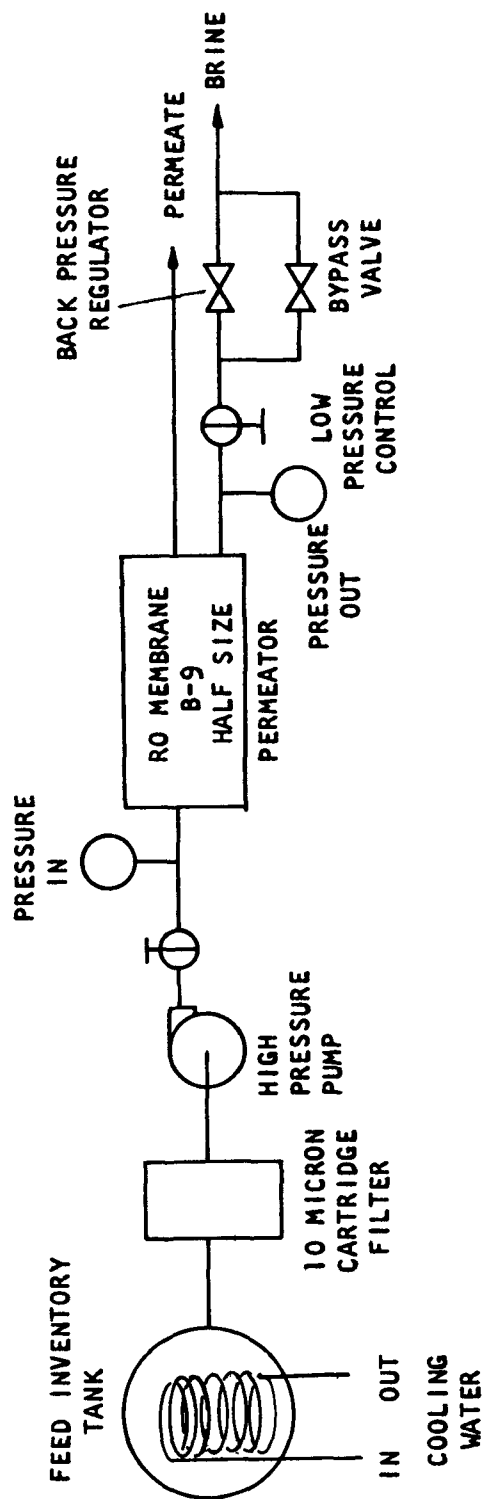 FEED INVENTORY
TANK
IN
OUT
COOLING
WATER
10 MICRON
CARTRIDGE
FILTER
HIGH
PRESSURE
PUMP
PRESSURE
IN
RO MEMBRANE
B-9
HALF SIZE
PERMEATOR
PRESSURE
OUT
LOW
PRESSURE
CONTROL
BACK PRESSURE
REGULATOR
PERMEATE
BRINE
BYPASS
VALVE